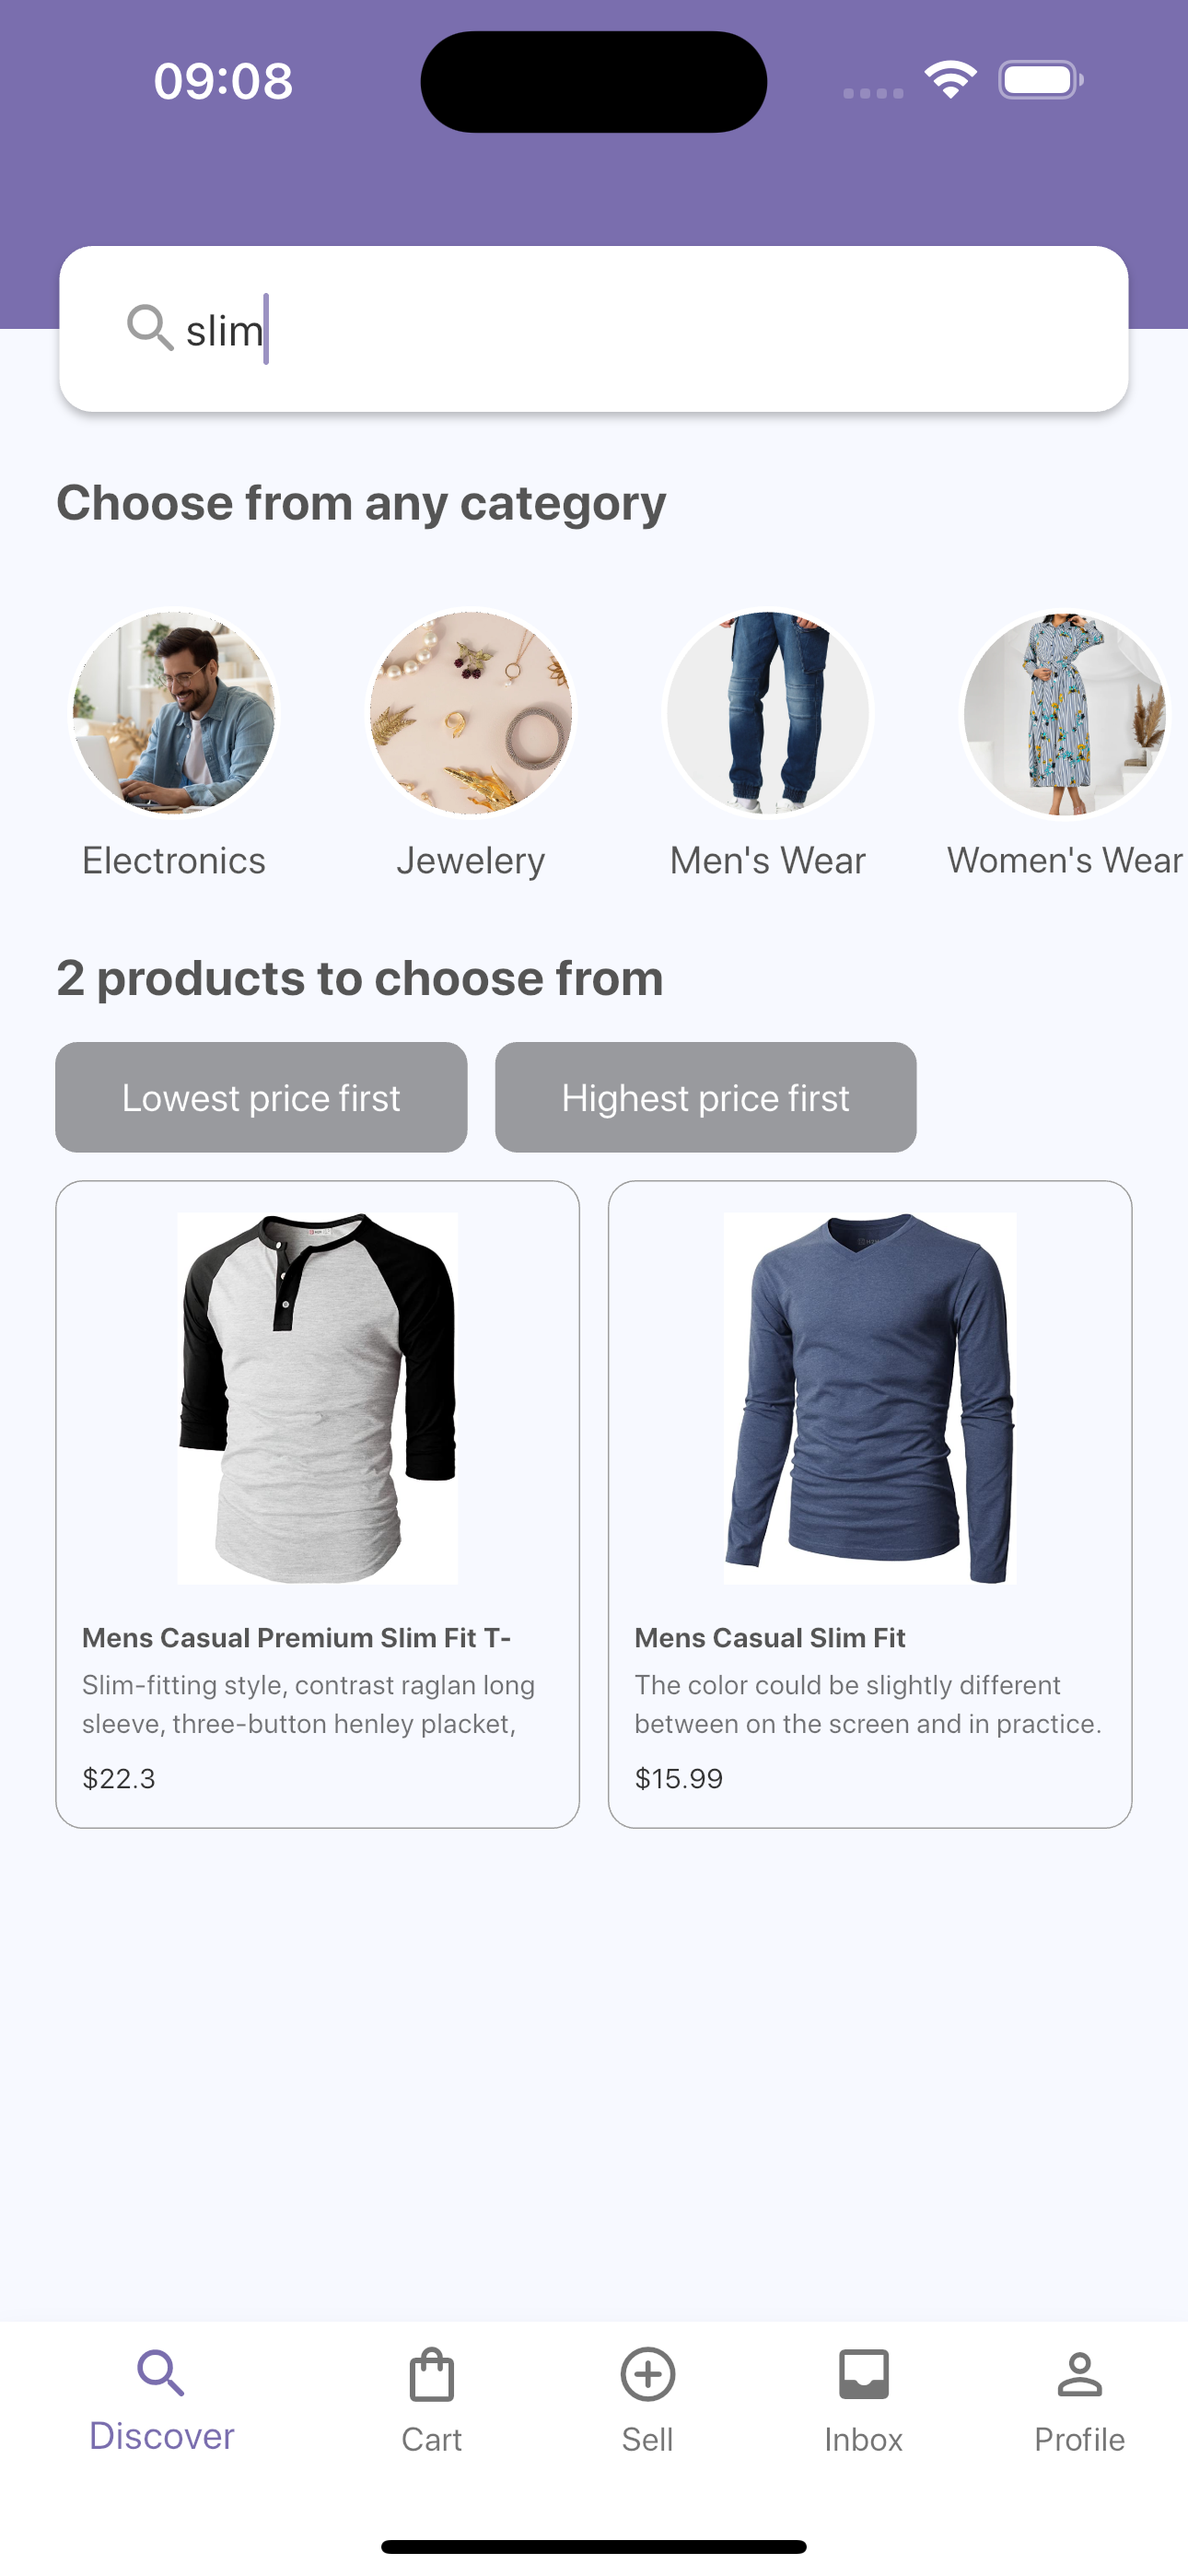 09:08
slim
Choose from any category
Electronics
Jewelery
Men's Wear
Women's Wear
2 products to choose from
Lowest price first
Highest price first
Mens Casual Premium Slim Fit T-
Slim-fitting style, contrast raglan long
sleeve, three-button henley placket,
$22.3
Mens Casual Slim Fit
The color could be slightly different
between on the screen and in practice.
$15.99
Discover
Cart
Sell
Inbox
Profile